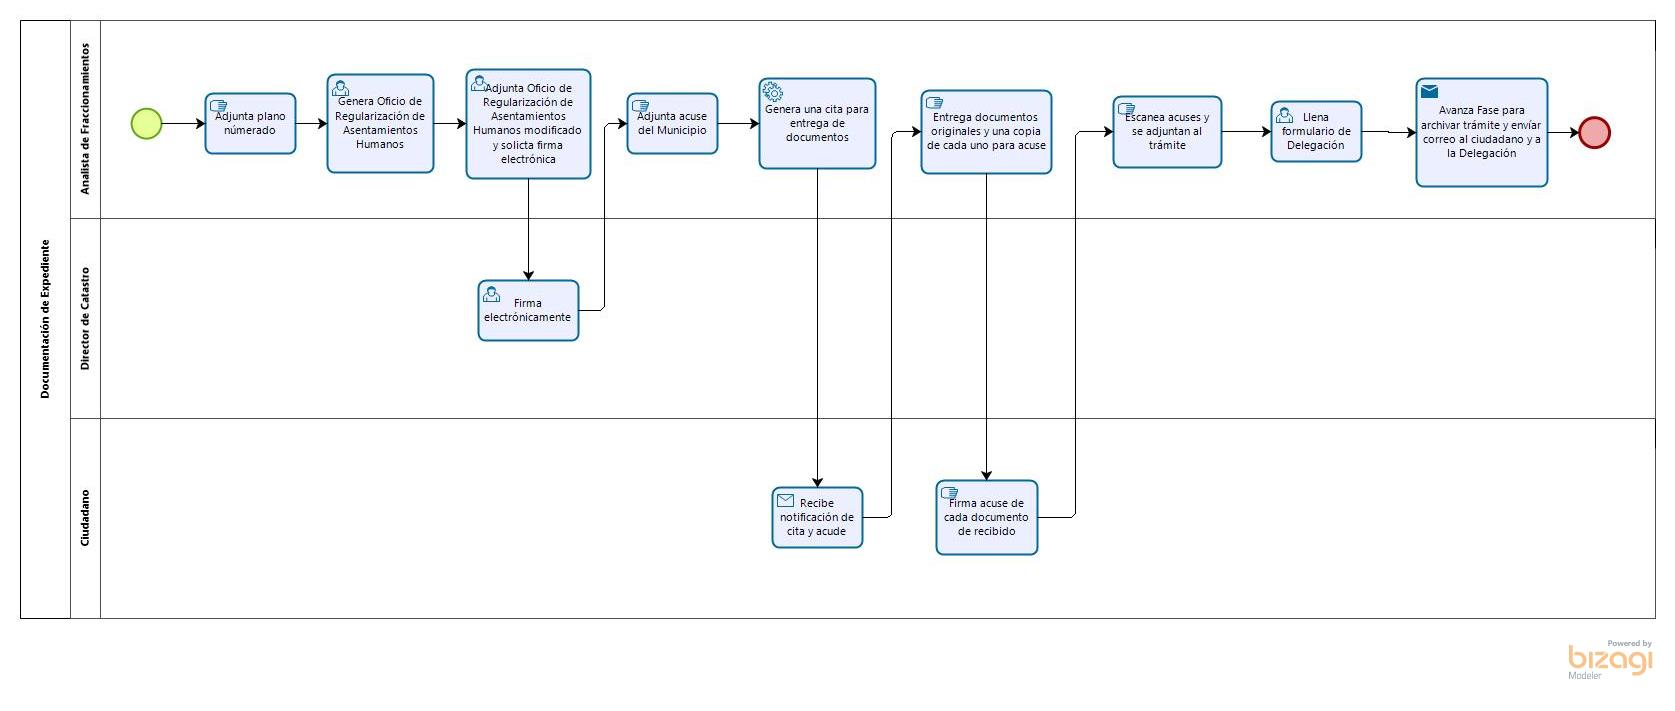 Documentación de Expediente
Analista de Fraccionamientos
Adjunta plano
númerado
Genera Oficio de
Regularización de
Asentamientos
Humanos
Adjunta Oficio de
Regularización de
Asentamientos
Humanos modificado
y solicta firma
electrónica
Adjunta acuse
del Municipio
Genera una cita para
entrega de
documentos
Entrega documentos
originales y una copia
de cada uno para acuse
Escanea acuses y
se adjuntan al
trámite
Llena
formulario de
Delegación
Avanza Fase para
archivar trámite y envíar
correo al ciudadano y a
la Delegación
Director de Catastro
Firma
electrónicamente
Ciudadano
Recibe
notificación de
cita y acude
Firma acuse de
cada documento
de recibido
Powered by
bizagi
Modeler